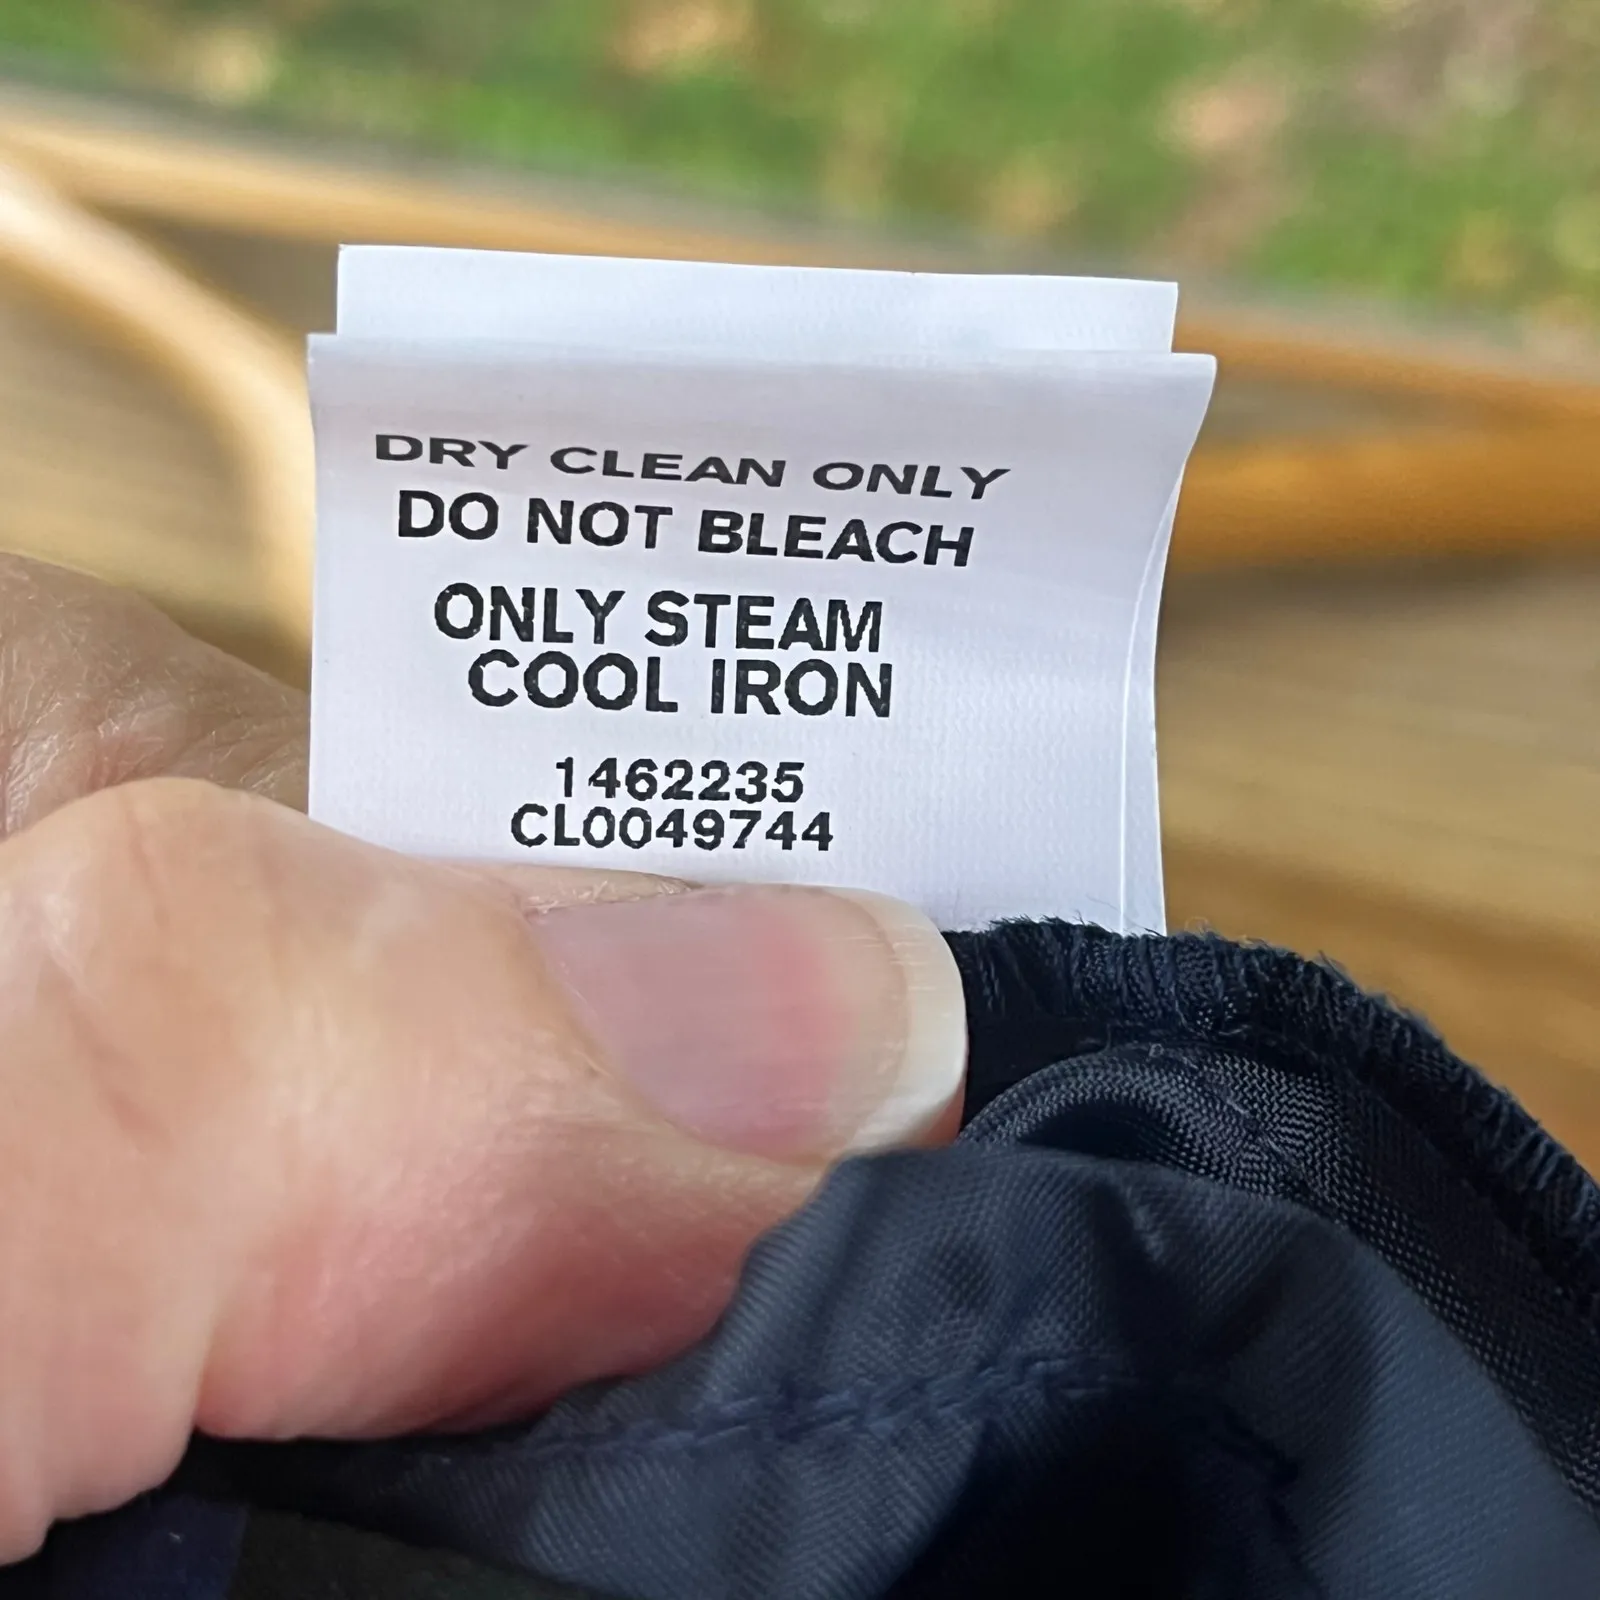 DRY CLEAN ONLY
DO NOT BLEACH
ONLY STEAM
COOL IRON
1462235
CL0049744